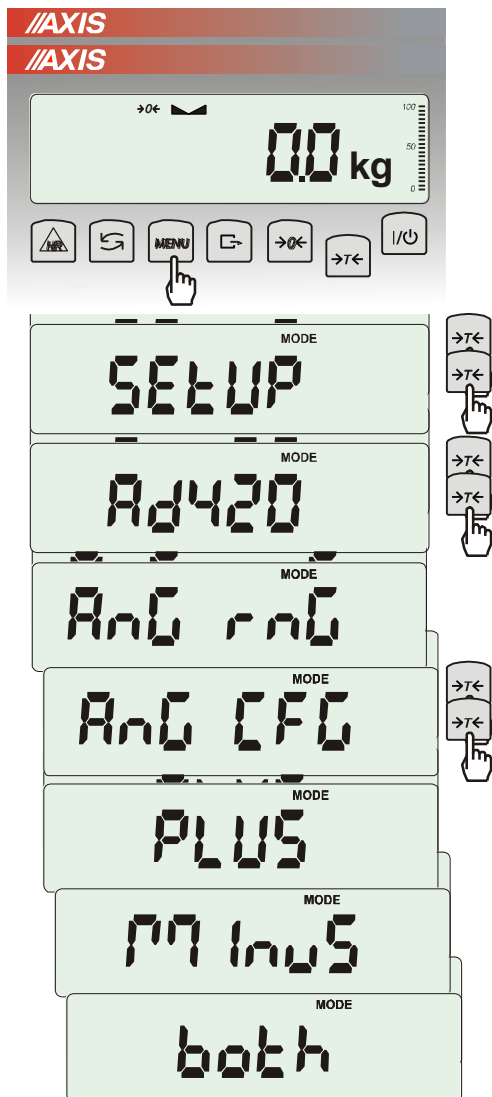 //AXIS
//AXIS
→0← 100
50
0.0 kg
0
HR MENU →0← →T← I/⏻
MODE →T←
SEtUP →T←
MODE →T←
Ad420 →T←
MODE
AnG rnG
MODE →T←
AnG CFG →T←
MODE
PLUS
MODE
MInuS
MODE
both